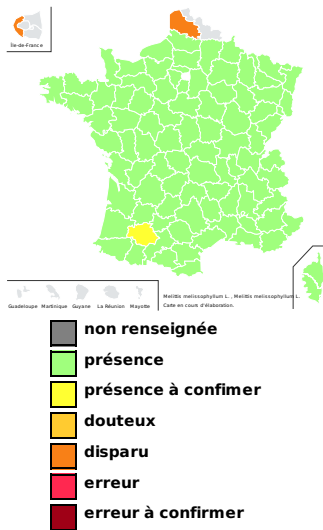 Île-de-France
Guadeloupe Martinique Guyane La Réunion Mayotte
Melittis melissophyllum L. , Melittis melissophyllum L.
Carte en cours d'élaboration.
non renseignée
présence
présence à confimer
douteux
disparu
erreur
erreur à confirmer